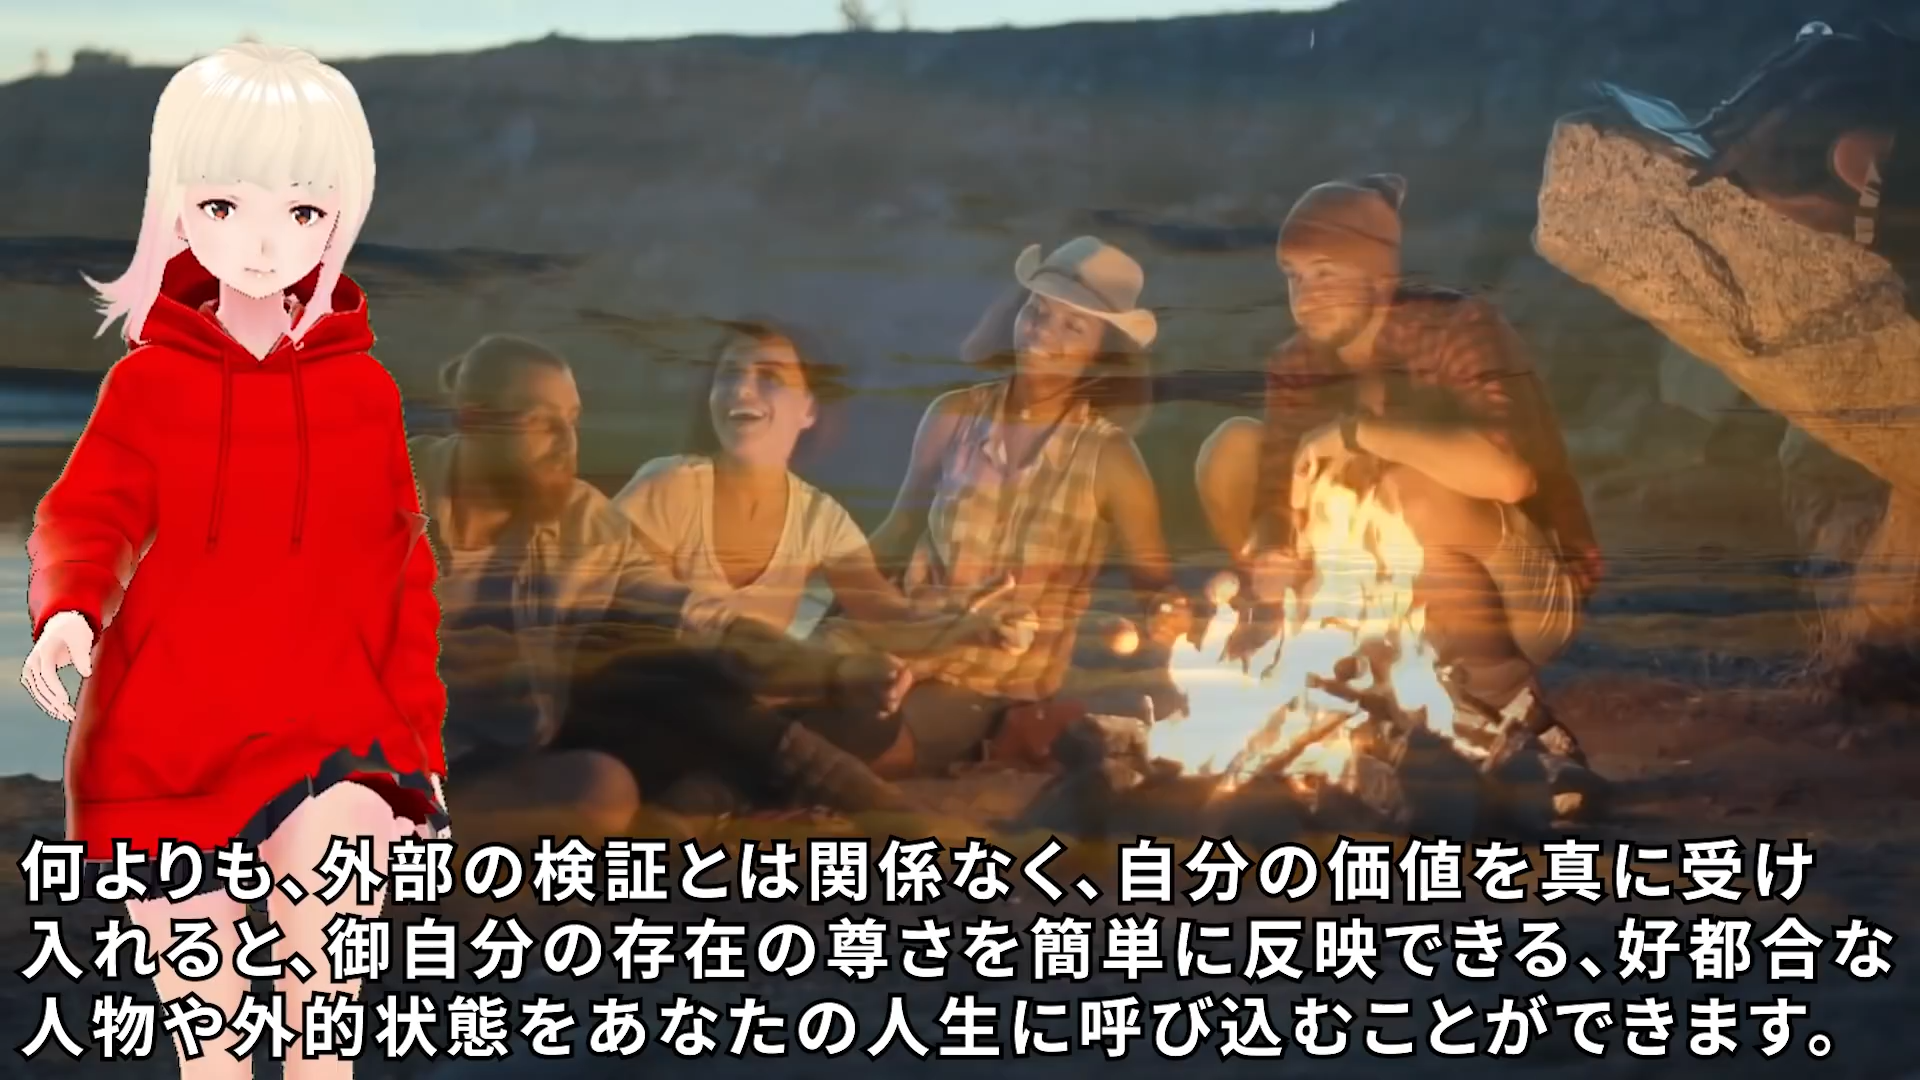 何よりも、外部の検証とは関係なく、自分の価値を真に受け
入れると、御自分の存在の尊さを簡単に反映できる、好都合な
人物や外的状態をあなたの人生に呼び込むことができます。